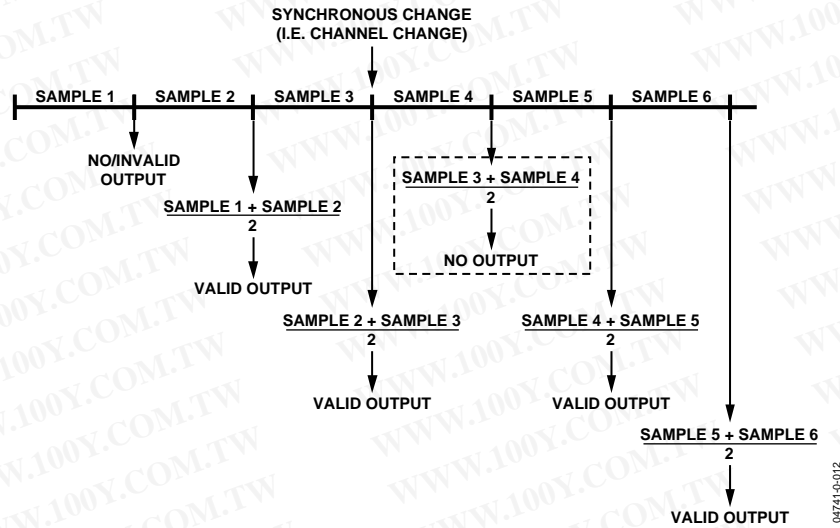 SYNCHRONOUS CHANGE
(I.E. CHANNEL CHANGE)
SAMPLE 1
SAMPLE 2
SAMPLE 3
SAMPLE 4
SAMPLE 5
SAMPLE 6
NO/INVALID
OUTPUT
SAMPLE 1 + SAMPLE 2
2
VALID OUTPUT
SAMPLE 2 + SAMPLE 3
2
VALID OUTPUT
SAMPLE 3 + SAMPLE 4
2
NO OUTPUT
SAMPLE 4 + SAMPLE 5
2
VALID OUTPUT
SAMPLE 5 + SAMPLE 6
2
VALID OUTPUT
04741-0-012
WWW.100Y.COM.TW